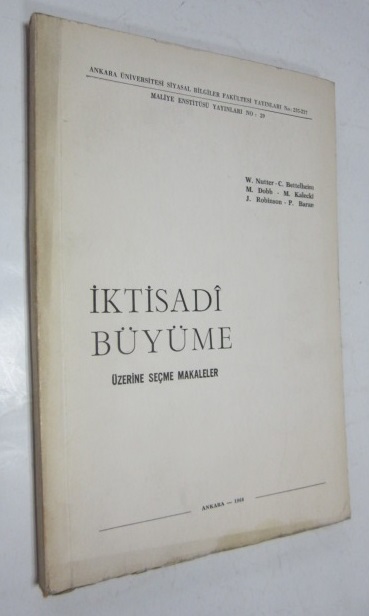 ANKARA ÜNİVERSİTESİ SİYASAL BİLGİLER FAKÜLTESİ YAYINLARI No:
MALİYE ENSTİTÜSÜ YAYINLARI NO : 29
W. Nutter - C. Bettelheim
M. Dobb - M. Kalecki
J. Robinson - P. Baran
İKTİSADÎ
BÜYÜME
ÜZERİNE SEÇME MAKALELER
ANKARA —